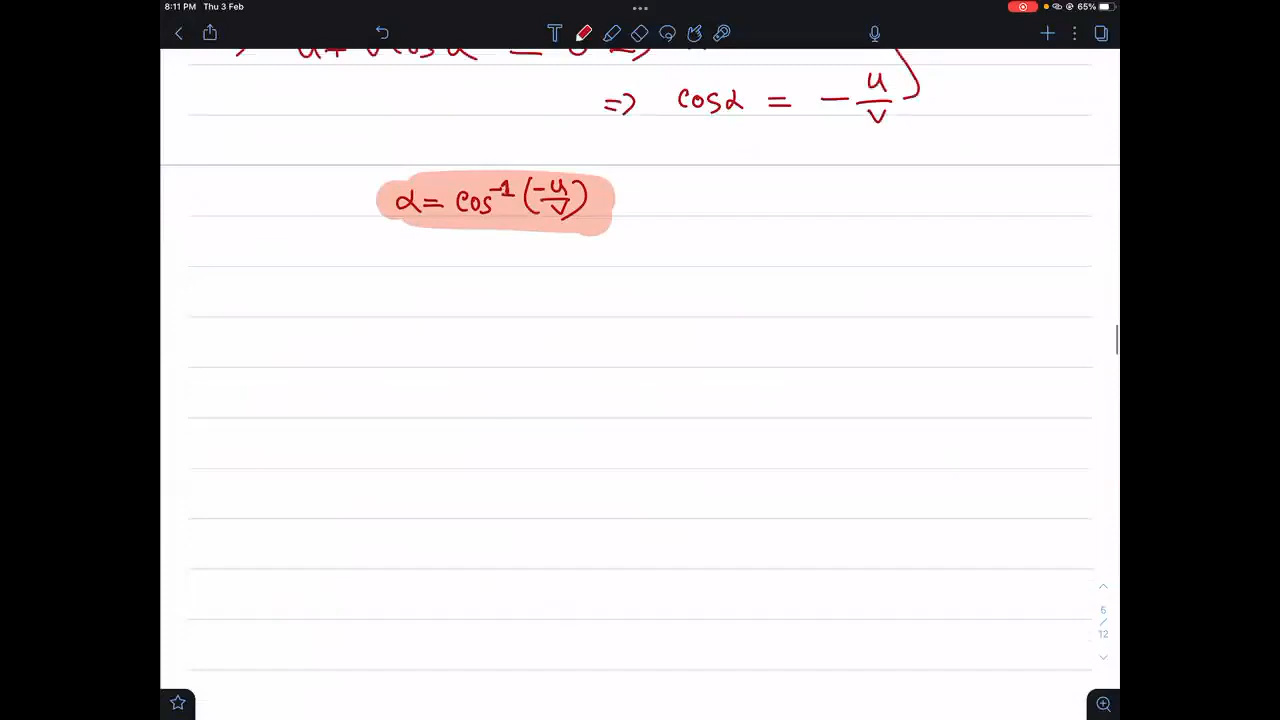 8:11 PM Thu 3 Feb 65%
⇒ cosα = - u/v
α = cos⁻¹ (-u/v)
6
/
12